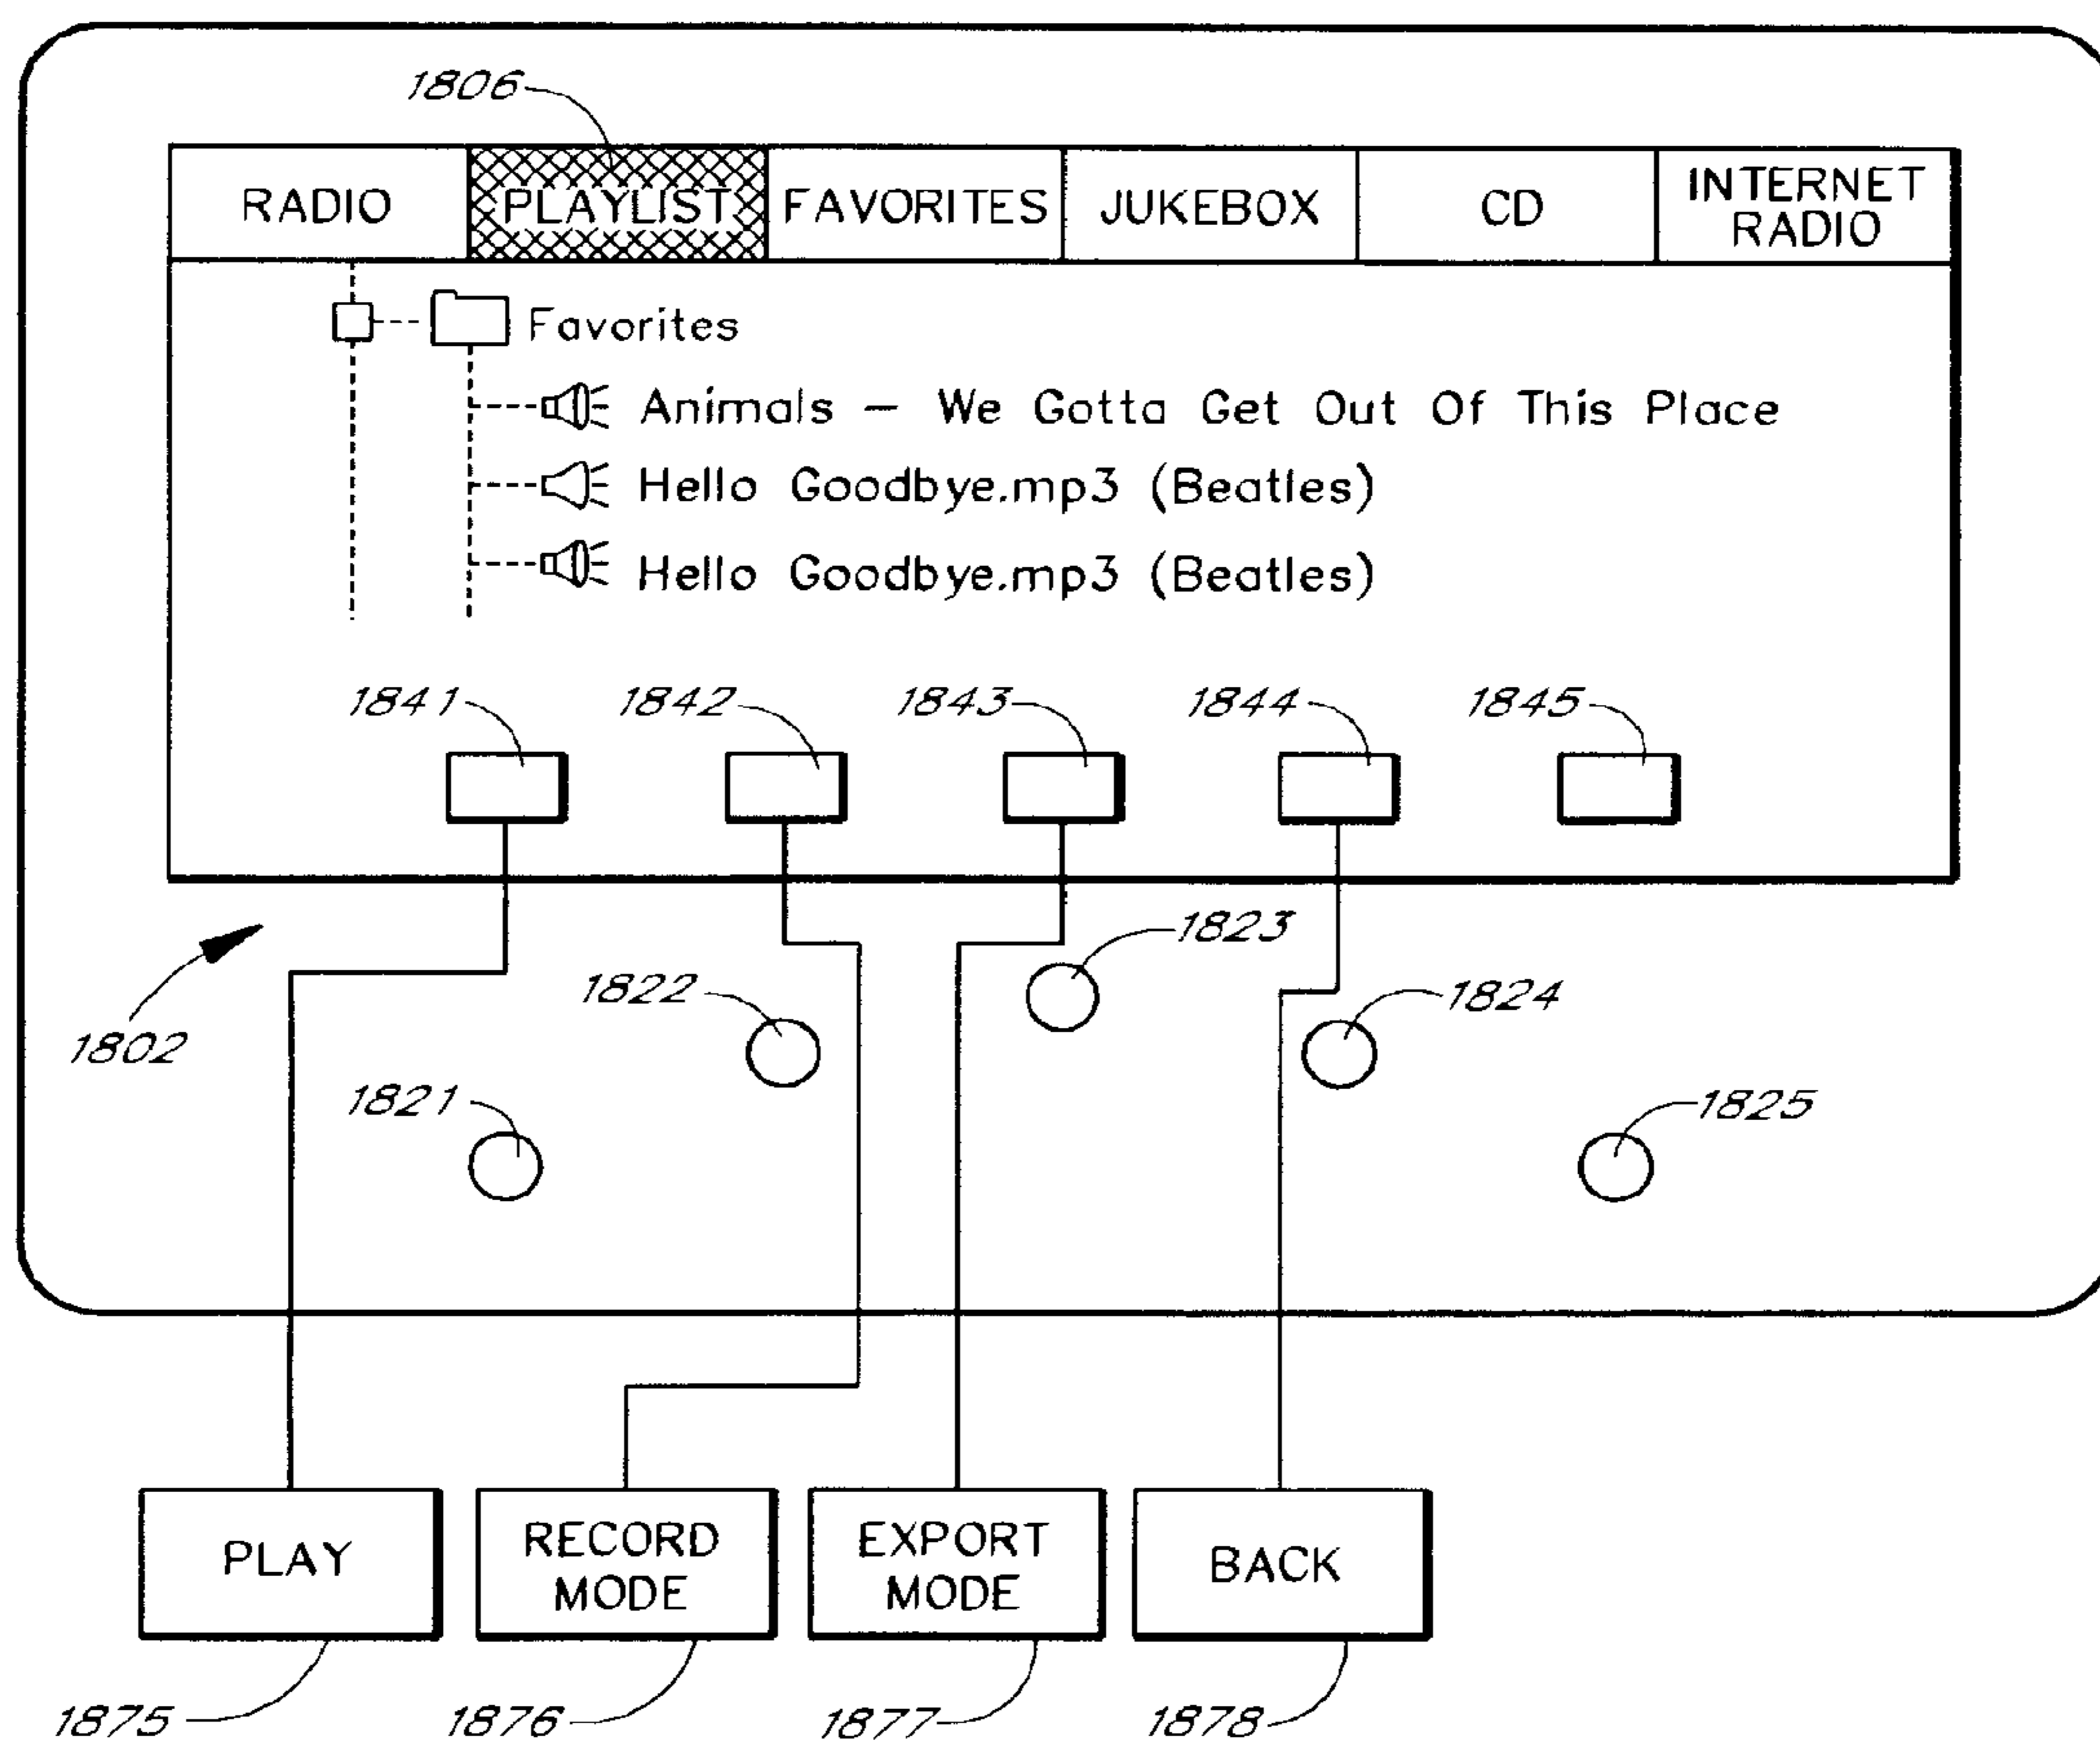 1806
RADIO PLAYLIST FAVORITES JUKEBOX CD INTERNET RADIO
Favorites
Animals – We Gotta Get Out Of This Place
Hello Goodbye.mp3 (Beatles)
Hello Goodbye.mp3 (Beatles)
1841 1842 1843 1844 1845
1823
1822 1824
1802
1821 1825
PLAY RECORD MODE EXPORT MODE BACK
1875 1876 1877 1878